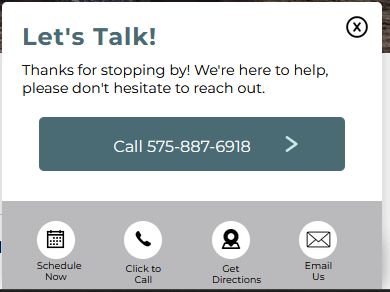 Let's Talk!
Thanks for stopping by! We're here to help,
please don't hesitate to reach out.
Call 575-887-6918
Schedule
Now
Click to
Call
Get
Directions
Email
Us